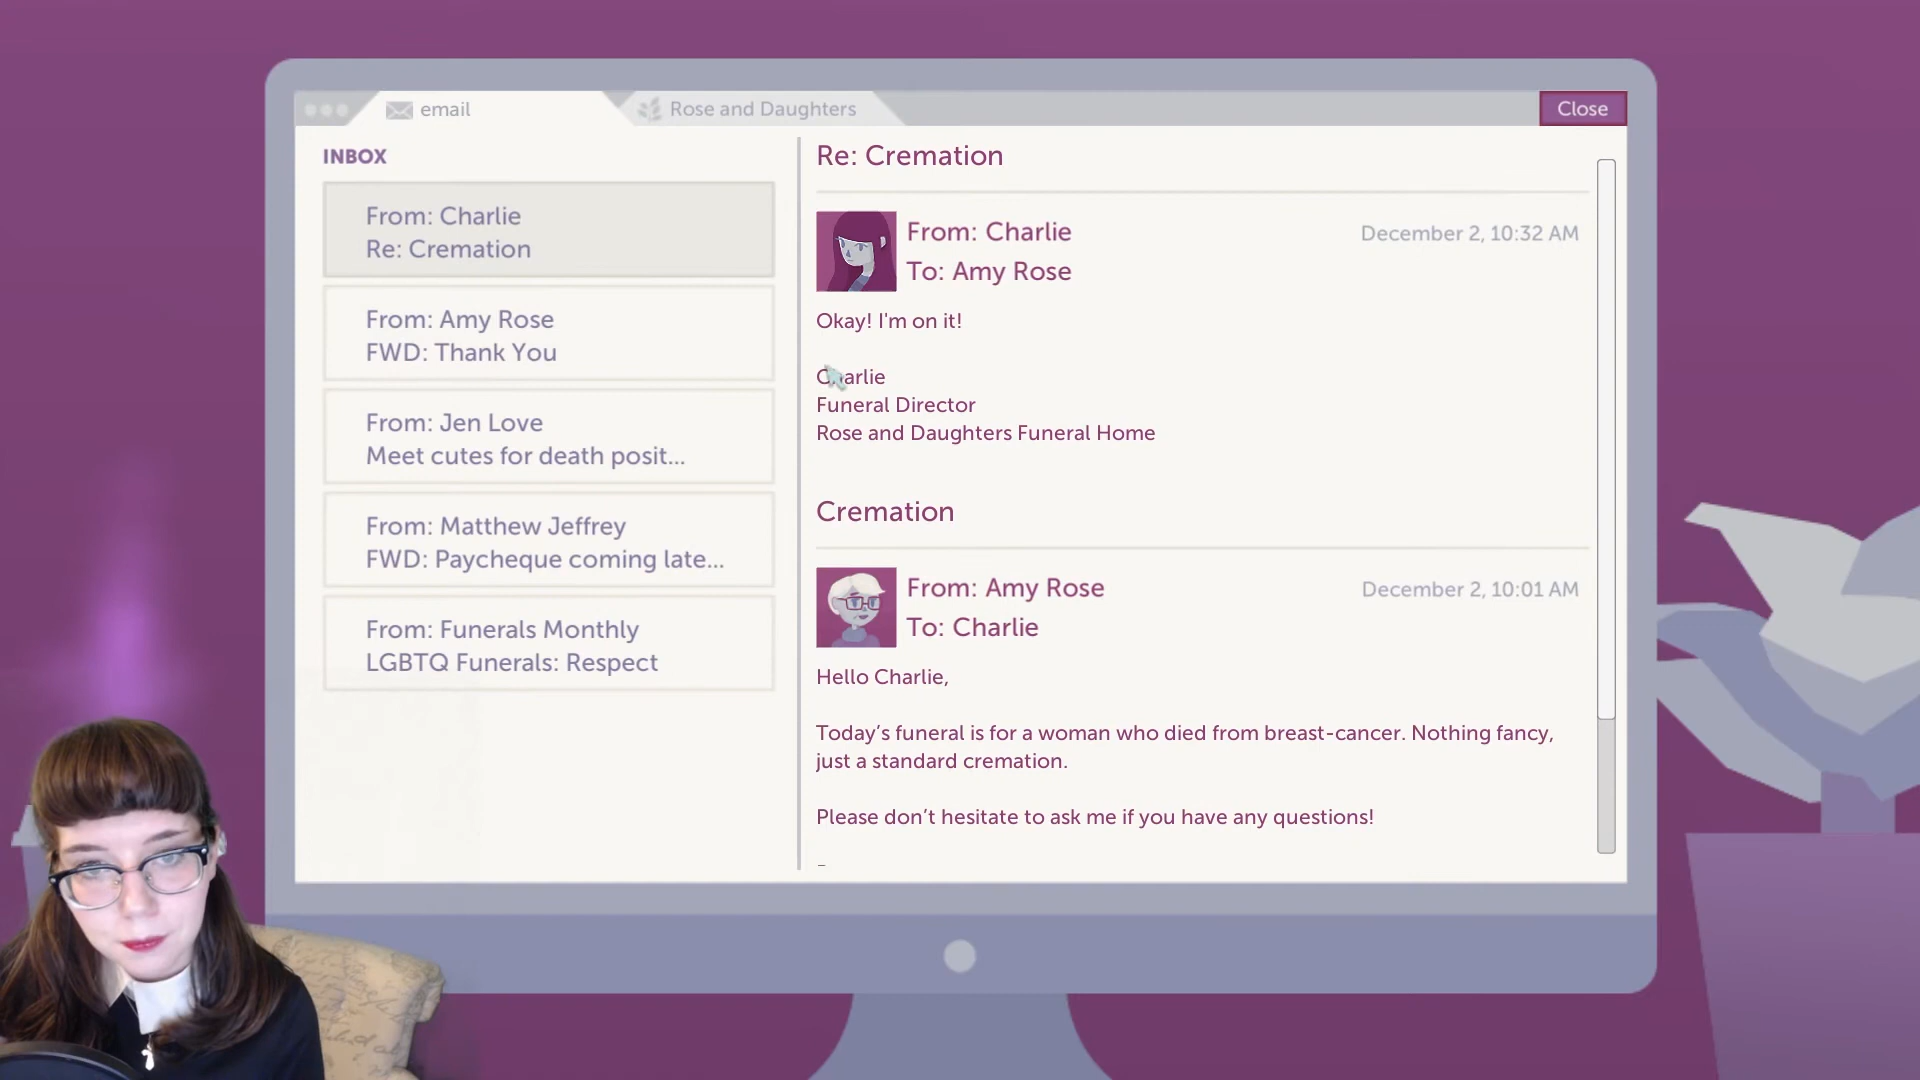 email
Rose and Daughters
Close
INBOX
From: Charlie
Re: Cremation
From: Amy Rose
FWD: Thank You
From: Jen Love
Meet cutes for death posit...
From: Matthew Jeffrey
FWD: Paycheque coming late...
From: Funerals Monthly
LGBTQ Funerals: Respect
Re: Cremation
From: Charlie
December 2, 10:32 AM
To: Amy Rose
Okay! I'm on it!
Charlie
Funeral Director
Rose and Daughters Funeral Home
Cremation
From: Amy Rose
December 2, 10:01 AM
To: Charlie
Hello Charlie,
Today’s funeral is for a woman who died from breast-cancer. Nothing fancy,
just a standard cremation.
Please don’t hesitate to ask me if you have any questions!